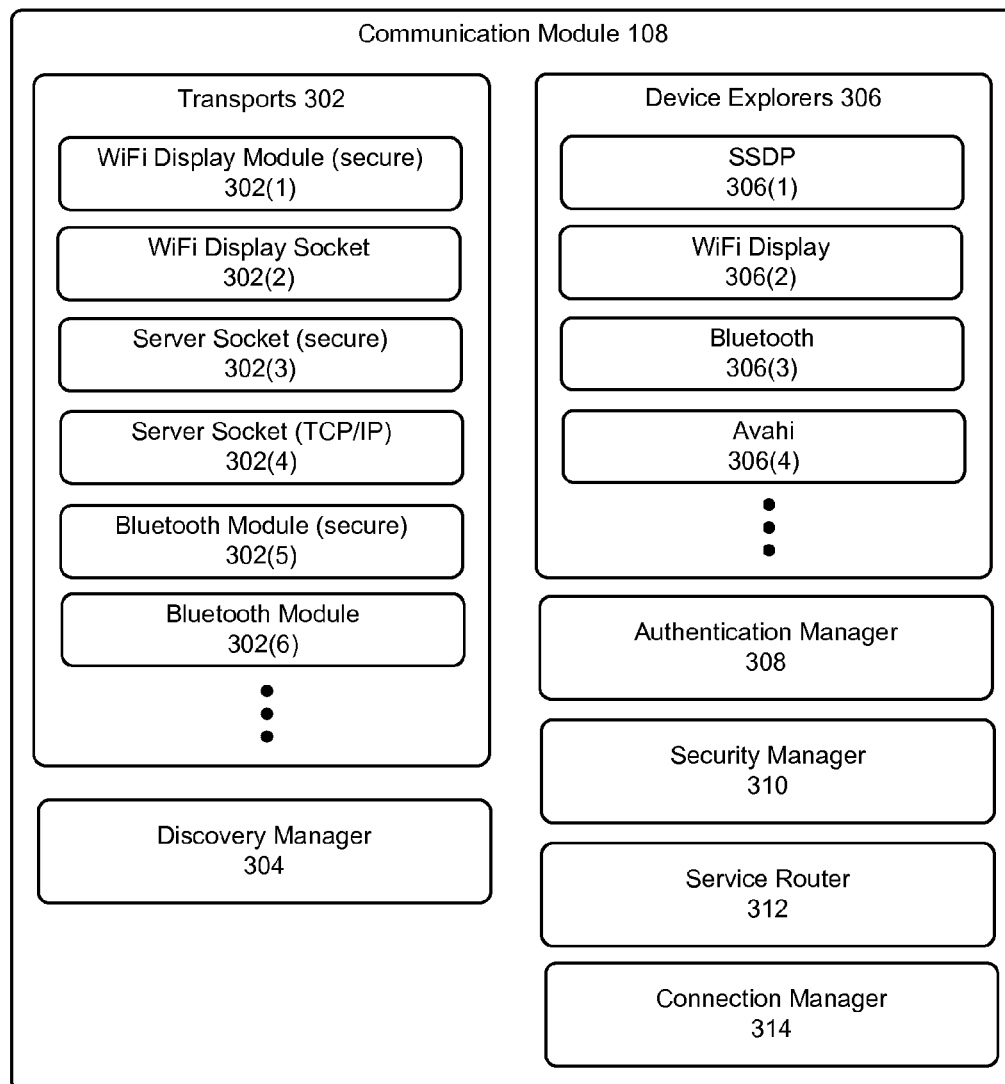 Communication Module 108
Transports 302
WiFi Display Module (secure)
302(1)
WiFi Display Socket
302(2)
Server Socket (secure)
302(3)
Server Socket (TCP/IP)
302(4)
Bluetooth Module (secure)
302(5)
Bluetooth Module
302(6)
Discovery Manager
304
Device Explorers 306
SSDP
306(1)
WiFi Display
306(2)
Bluetooth
306(3)
Avahi
306(4)
Authentication Manager
308
Security Manager
310
Service Router
312
Connection Manager
314